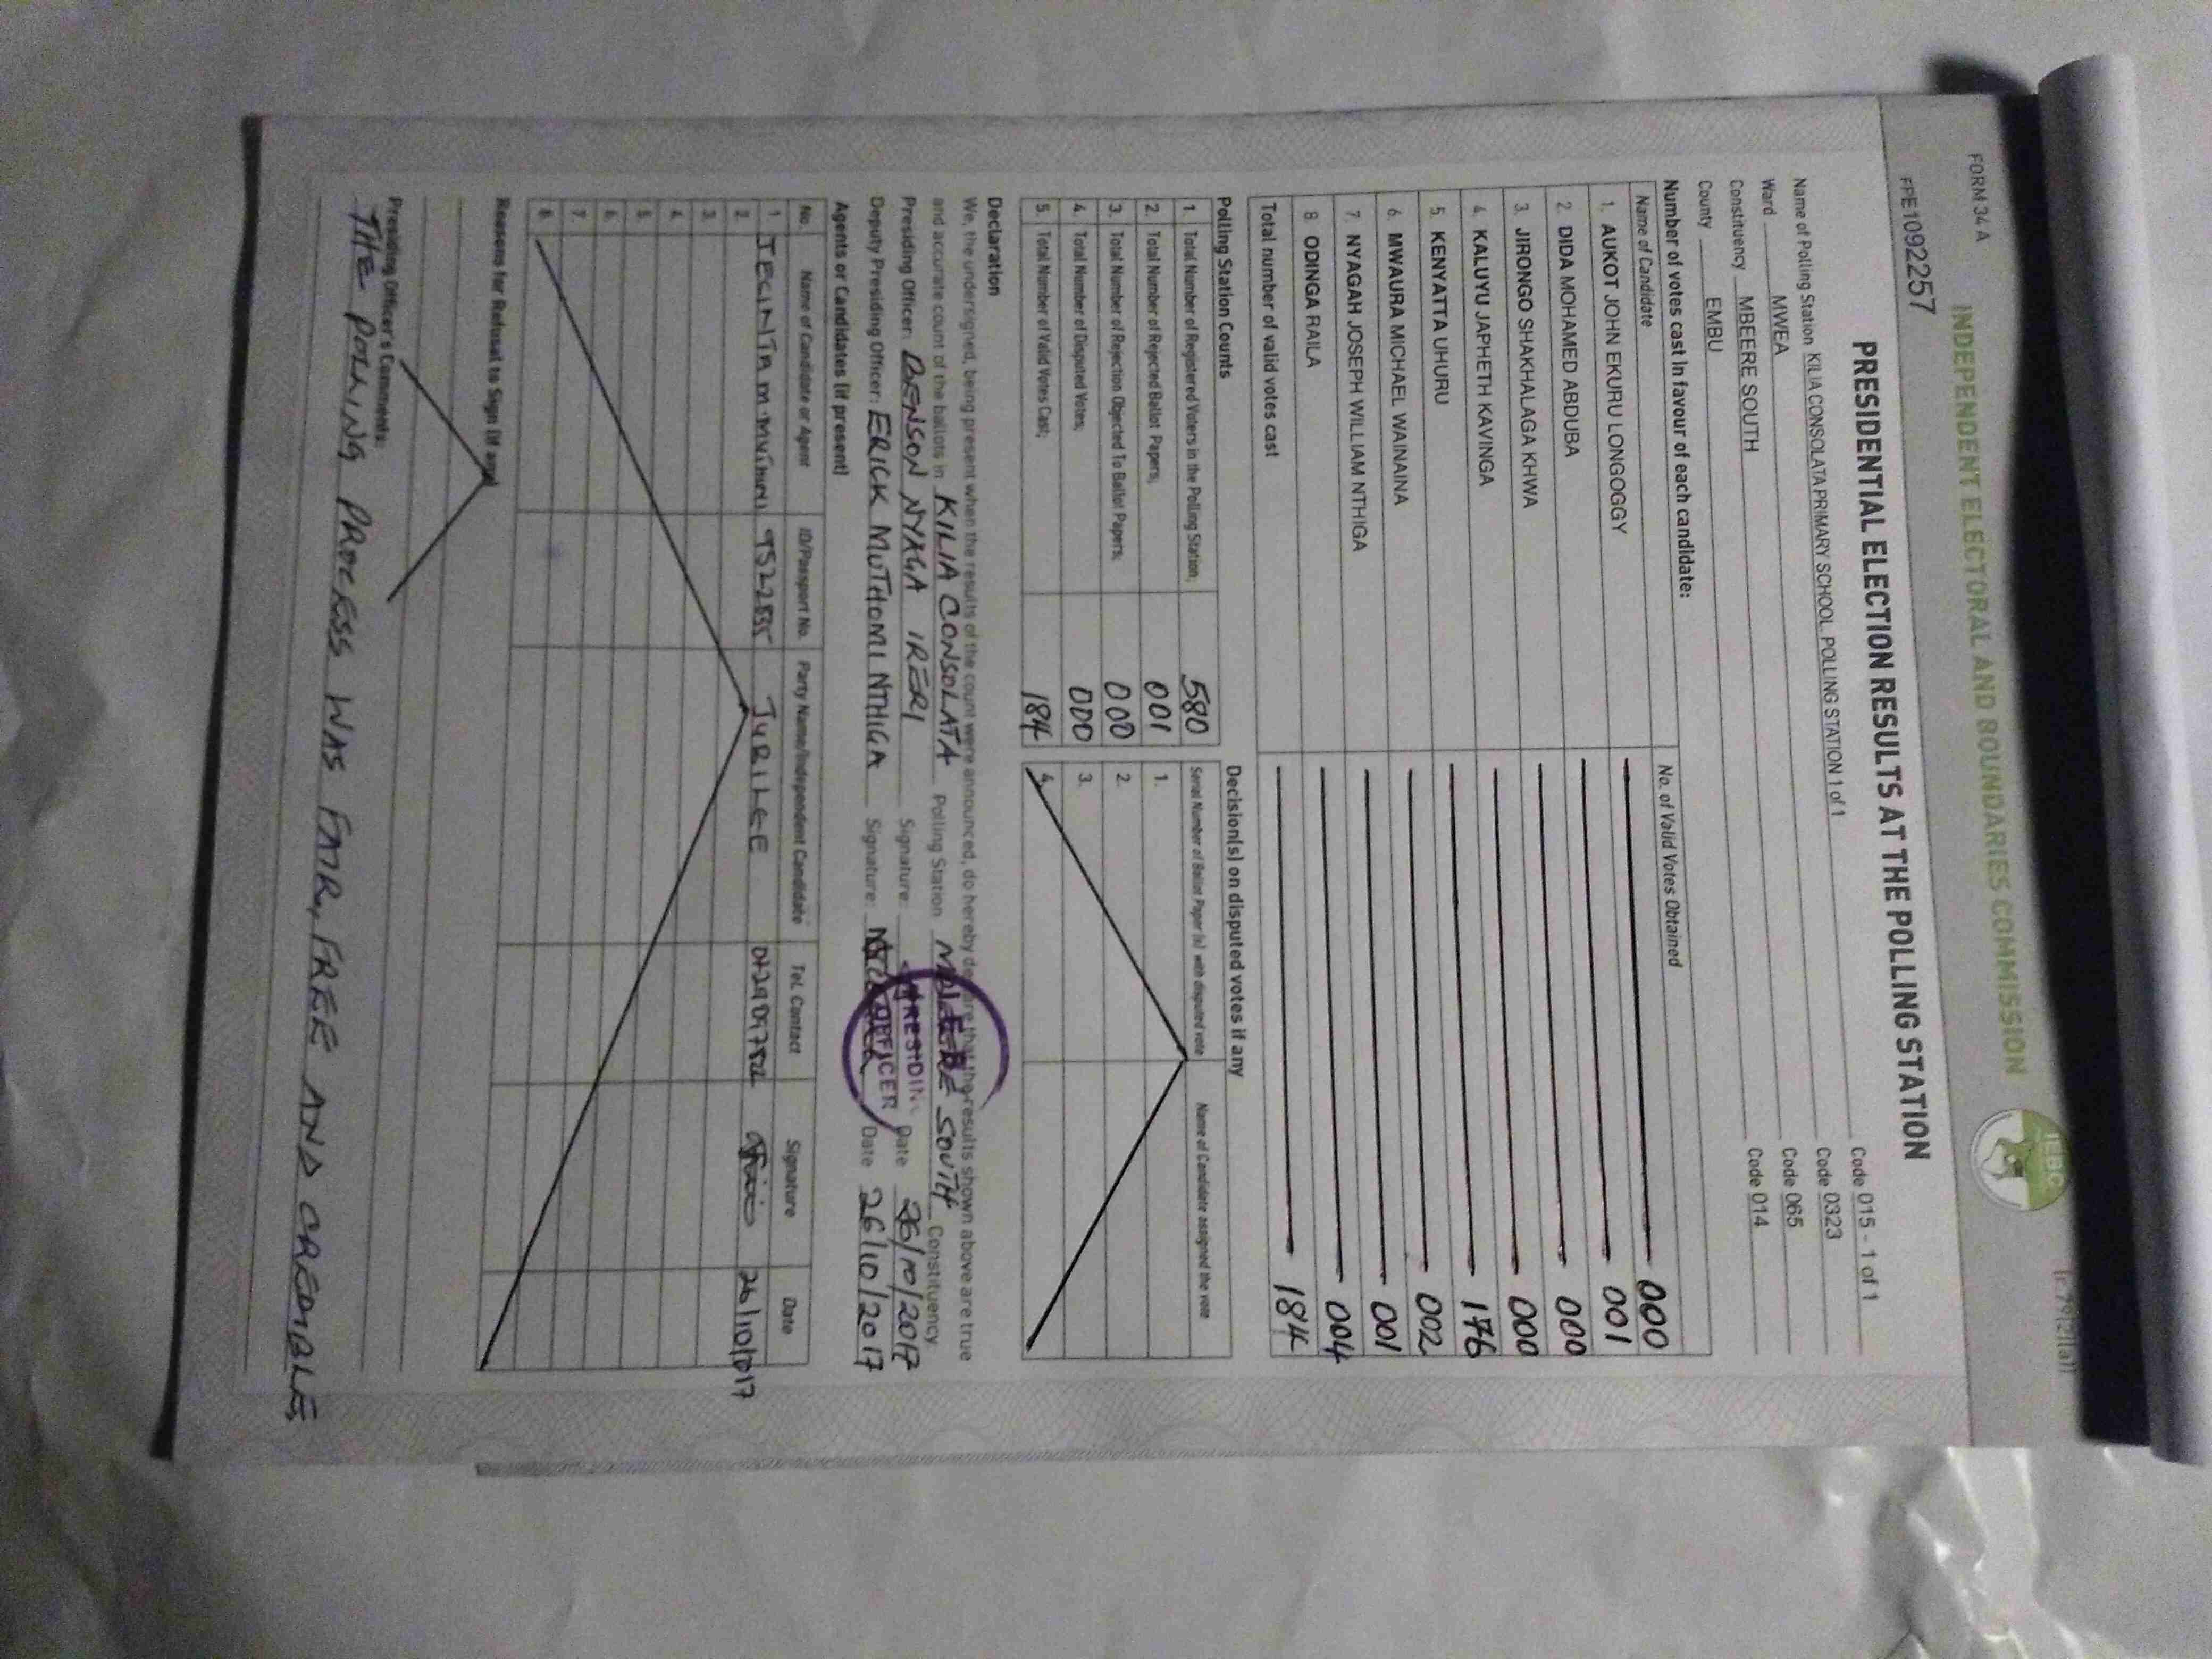 FORM 34 A
INDEPENDENT ELECTORAL AND BOUNDARIES COMMISSION
IEBC
FPE1092257
PRESIDENTIAL ELECTION RESULTS AT THE POLLING STATION
Name of Polling Station KILIA CONSOLATA PRIMARY SCHOOL. POLLING STATION 1 of 1 Code 015 - 1 of 1
Ward MWEA Code 0323
Constituency MBEERE SOUTH Code 065
County EMBU Code 014
Number of votes cast in favour of each candidate:
Name of Candidate No. of Valid Votes Obtained
1. AUKOT JOHN EKURU LONGOGGY 000
2. DIDA MOHAMED ABDUBA 001
3. JIRONGO SHAKHALAGA KHWA 000
4. KALUYU JAPHETH KAVINGA 000
5. KENYATTA UHURU 176
6. MWAURA MICHAEL WAINAINA 002
7. NYAGAH JOSEPH WILLIAM NTHIGA 001
8 ODINGA RAILA 004
Total number of valid votes cast 184
Polling Station Counts
1. Total Number of Registered Voters in the Polling Station; 580
2. Total Number of Rejected Ballot Papers; 001
3. Total Number of Rejection Objected To Ballot Papers; 000
4. Total Number of Disputed Votes; 000
5. Total Number of Valid Votes Cast; 184
Decision(s) on disputed votes if any
Serial Number of Ballot Paper (s) with disputed vote Name of Candidate assigned the vote
1.
2.
3.
4.
Declaration
We, the undersigned, being present when the results of the count were announced, do hereby declare that the results shown above are true
and accurate count of the ballots in KILIA CONSOLATA Polling Station MBEERE SOUTH Constituency
Presiding Officer: BENSON NYAGA IRERI Signature: Date 26/10/2017
Deputy Presiding Officer: ERICK MUTHOMI NTHIGA Signature: Date 26/10/2017
PRESIDING
OFFICER
Agents or Candidates (if present)
No. Name of Candidate or Agent ID/Passport No. Party Name/Independent Candidate Tel. Contact Signature Date
1 JECINTA M. JUBILEE
2.
3.
4.
5.
6.
7.
8.
Reasons for Refusal to Sign (if any)
Presiding Officer's Comments:
THE POLLING PROCESS WAS FAIR, FREE AND CREDIBLE.